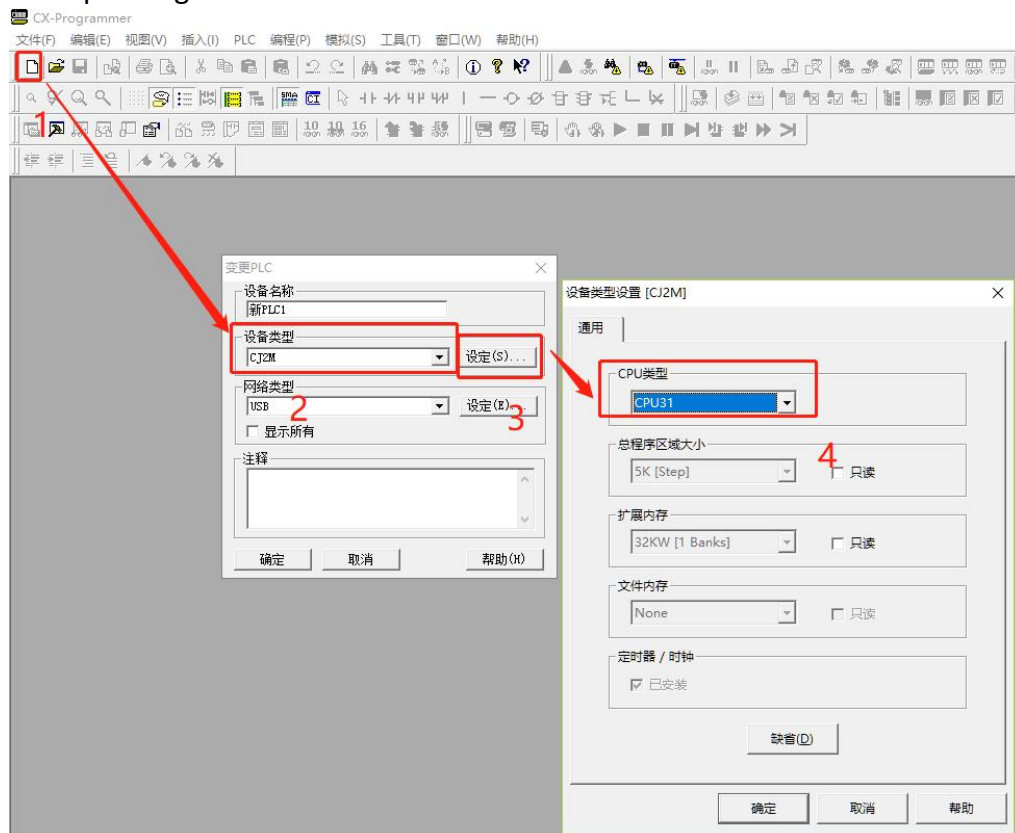 CX-Programmer
文件(F) 编辑(E) 视图(V) 插入(I) PLC 编程(P) 模拟(S) 工具(T) 窗口(W) 帮助(H)
1
10 10 16
变更PLC
设备名称
新PLC1
设备类型
CJ2M
设定(S)...
网络类型
USB
设定(E)...
2
3
显示所有
注释
确定 取消 帮助(H)
设备类型设置 [CJ2M]
通用
CPU类型
CPU31
总程序区域大小
4
5K [Step]
只读
扩展内存
32KW [1 Banks]
只读
文件内存
None
只读
定时器 / 时钟
已安装
缺省(D)
确定 取消 帮助